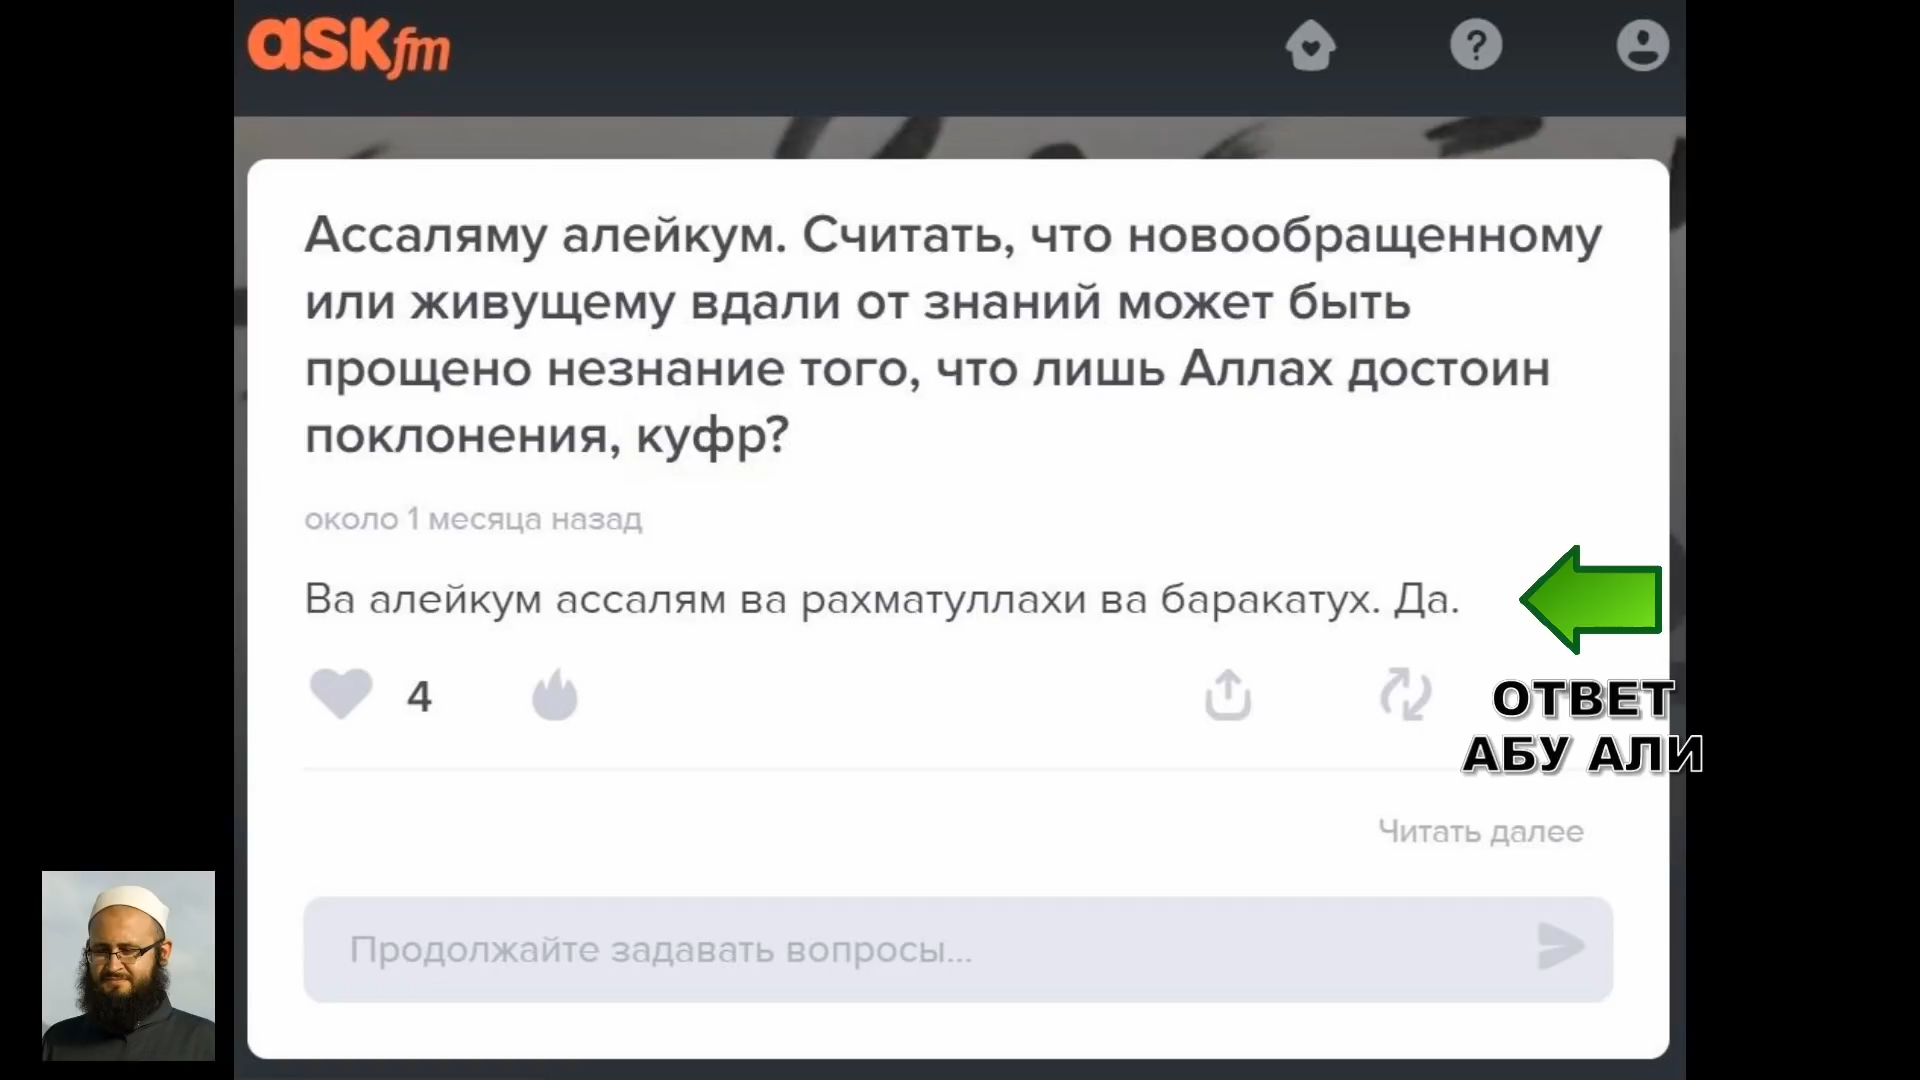 ASKfm
Ассаляму алейкум. Считать, что новообращенному
или живущему вдали от знаний может быть
прощено незнание того, что лишь Аллах достоин
поклонения, куфр?
около 1 месяца назад
Ва алейкум ассалям ва рахматуллахи ва баракатух. Да.
4
ОТВЕТ
АБУ АЛИ
Читать далее
Продолжайте задавать вопросы...